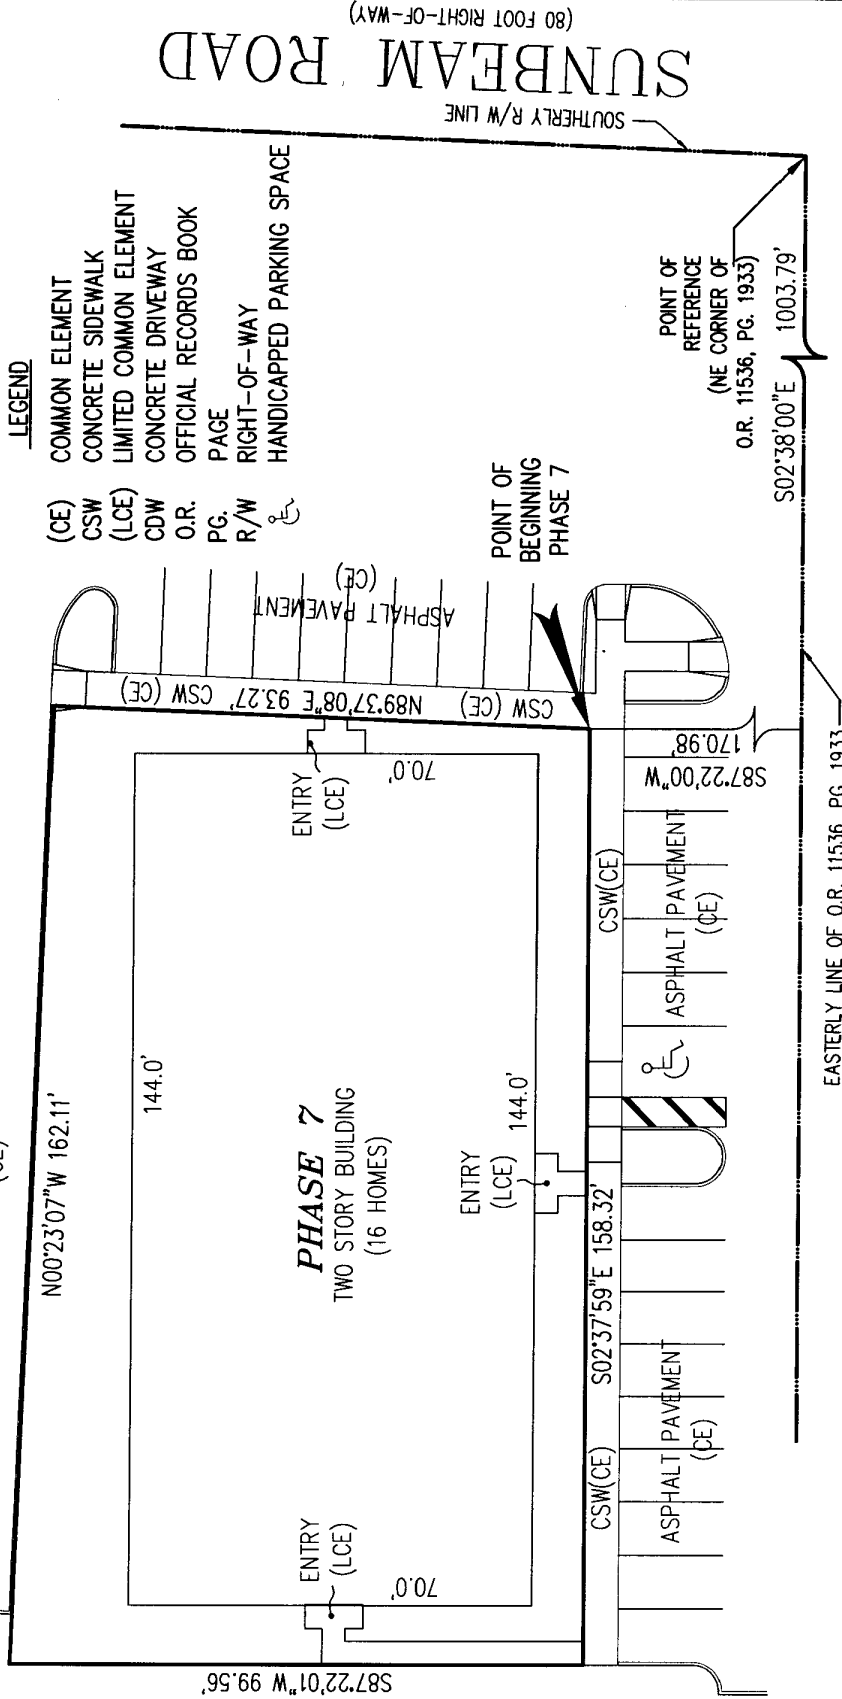 SUNBEAM ROAD
(80 FOOT RIGHT-OF-WAY)
SOUTHERLY R/W LINE
LEGEND
(CE) COMMON ELEMENT
CSW CONCRETE SIDEWALK
(LCE) LIMITED COMMON ELEMENT
CDW CONCRETE DRIVEWAY
O.R. OFFICIAL RECORDS BOOK
PG. PAGE
R/W RIGHT-OF-WAY
HANDICAPPED PARKING SPACE
POINT OF
REFERENCE
(NE CORNER OF
O.R. 11536, PG. 1933)
S02°38'00"E 1003.79'
POINT OF
BEGINNING
PHASE 7
ASPHALT PAVEMENT
(CE)
CSW (CE)
N89°37'08"E 93.27'
CSW (CE)
S87°22'00"W
170.98'
N00°23'07"W 162.11'
ENTRY
(LCE)
70.0'
144.0'
PHASE 7
TWO STORY BUILDING
(16 HOMES)
144.0'
ENTRY
(LCE)
ENTRY
(LCE)
70.0'
CSW(CE)
S02°37'59"E 158.32'
CSW(CE)
ASPHALT PAVEMENT
(CE)
ASPHALT PAVEMENT
(CE)
S87°22'01"W 99.56'
EASTERLY LINE OF O.R. 11536 PG. 1933